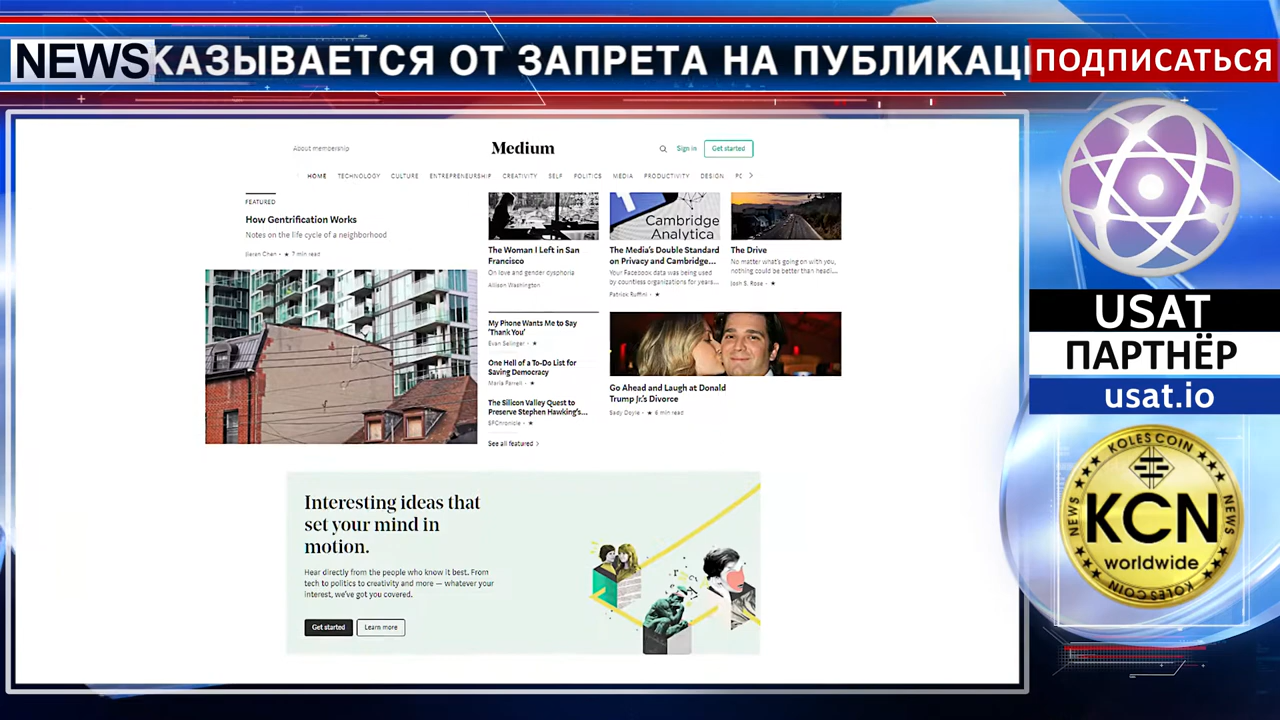 NEWS
КАЗЫВАЕТСЯ ОТ ЗАПРЕТА НА ПУБЛИКАЦ
ПОДПИСАТЬСЯ
About membership
Medium
Sign in
Get started
HOME TECHNOLOGY CULTURE ENTREPRENEURSHIP CREATIVITY SELF POLITICS MEDIA PRODUCTIVITY DESIGN PC
FEATURED
How Gentrification Works
Notes on the life cycle of a neighborhood
Jieren Chen · ★ 7 min read
The Woman I Left in San
Francisco
On love and gender dysphoria
Allison Washington
My Phone Wants Me to Say
'Thank You'
Evan Selinger · ★
One Hell of a To-Do List for
Saving Democracy
Maria Farrell · ★
The Silicon Valley Quest to
Preserve Stephen Hawking's...
SFChronicle · ★
See all featured >
Cambridge
Analytica
The Media's Double Standard
on Privacy and Cambridge...
Your Facebook data was being used
by countless organizations for years...
Patrick Ruffini · ★
The Drive
No matter what's going on with you,
nothing could be better than headi...
Josh S. Rose · ★
Go Ahead and Laugh at Donald
Trump Jr.'s Divorce
Sady Doyle · ★ 6 min read
Interesting ideas that
set your mind in
motion.
Hear directly from the people who know it best. From
tech to politics to creativity and more — whatever your
interest, we've got you covered.
Get started
Learn more
USAT
ПАРТНЁР
usat.io
KOLES COIN
NEWS
KCN
NEWS
worldwide
KOLES COIN